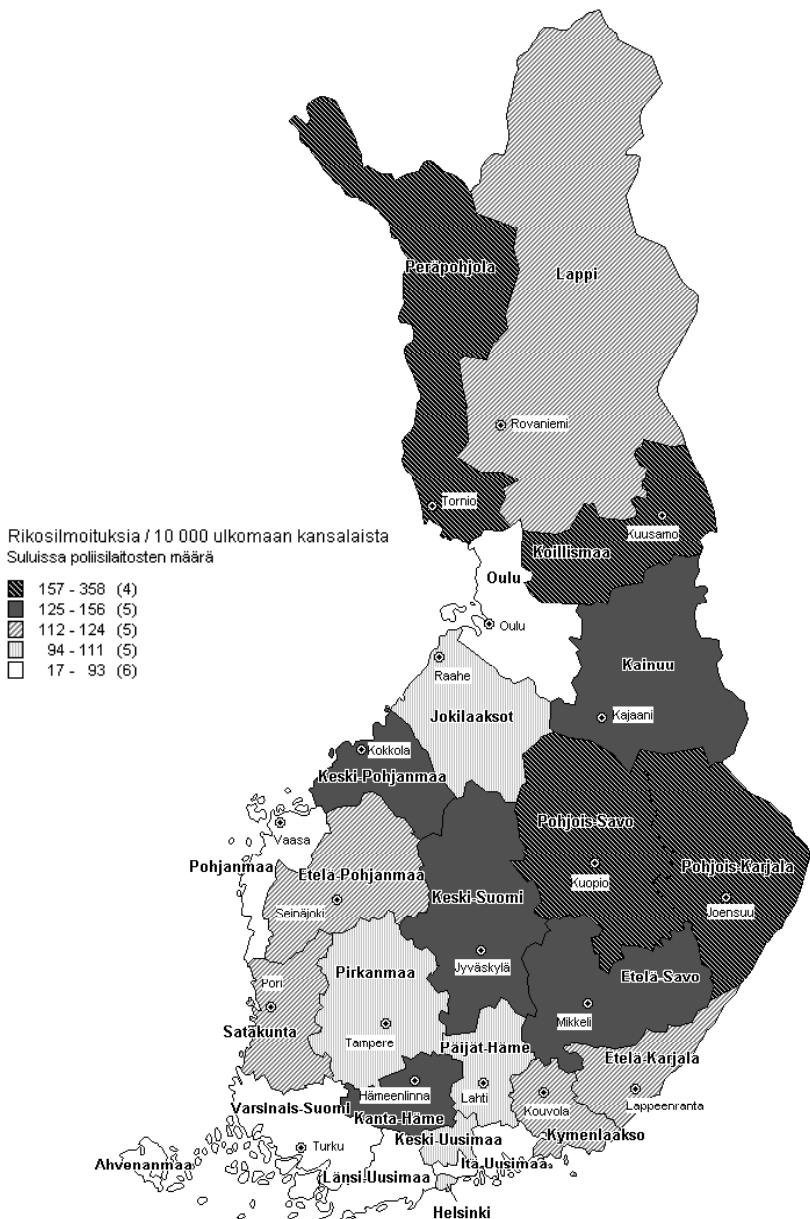 Peräpohjola
Lappi
Rovaniemi
Tornio
Kuusamo
Koillismaa
Rikosilmoituksia / 10 000 ulkomaan kansalaista
Suluissa poliisilaitosten määrä
157 - 358 (4)
125 - 156 (5)
112 - 124 (5)
94 - 111 (5)
17 - 93 (6)
Oulu
Oulu
Kainuu
Raahe
Jokilaaksot
Kajaani
Kokkola
Keski-Pohjanmaa
Pohjois-Savo
Vaasa
Pohjanmaa
Etelä-Pohjanmaa
Kuopio
Pohjois-Karjala
Keski-Suomi
Seinäjoki
Joensuu
Pirkanmaa
Jyväskylä
Etelä-Savo
Pori
Satakunta
Mikkeli
Tampere
Päijät-Häme
Etelä-Karjala
Hämeenlinna
Lahti
Kouvola
Lappeenranta
Varsinais-Suomi
Kanta-Häme
Kymenlaakso
Turku
Keski-Uusimaa
Ahvenanmaa
Länsi-Uusimaa
Itä-Uusimaa
Helsinki